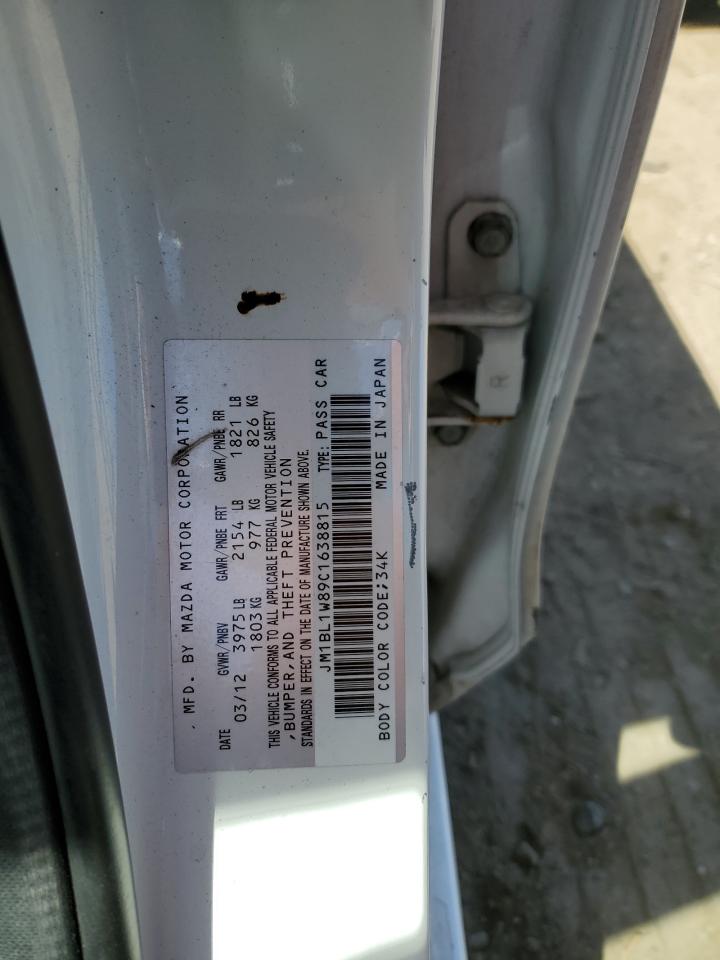 , MFD. BY MAZDA MOTOR CORPORATION
DATE GVWR/PNBV GAWR/PNBE FRT GAWR/PNBE RR
03/12 3975 LB 2154 LB 1821 LB
1803 KG 977 KG 826 KG
THIS VEHICLE CONFORMS TO ALL APPLICABLE FEDERAL MOTOR VEHICLE SAFETY
, BUMPER, AND THEFT PREVENTION
STANDARDS IN EFFECT ON THE DATE OF MANUFACTURE SHOWN ABOVE.
JM1BL1W89C1638815 TYPE: PASS CAR
BODY COLOR CODE;34K MADE IN JAPAN